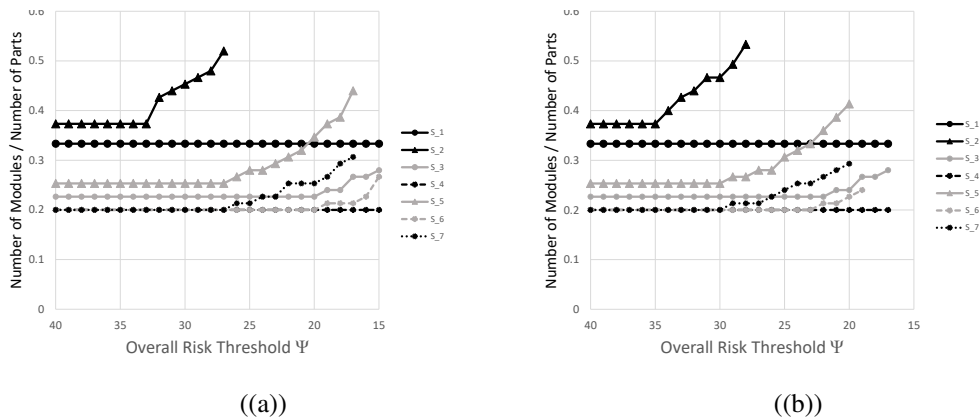 0.6
0.5
0.4
0.3
0.2
0.1
0
40 35 30 25 20 15
Number of Modules / Number of Parts
Overall Risk Threshold Ψ
S_1
S_2
S_3
S_4
S_5
S_6
S_7
((a))
0.6
0.5
0.4
0.3
0.2
0.1
0
40 35 30 25 20 15
Number of Modules / Number of Parts
Overall Risk Threshold Ψ
S_1
S_2
S_3
S_4
S_5
S_6
S_7
((b))